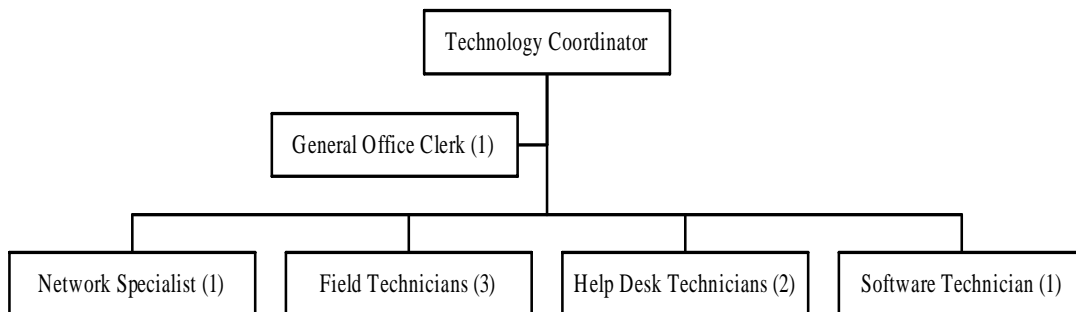 Technology Coordinator
General Office Clerk (1)
Network Specialist (1)
Field Technicians (3)
Help Desk Technicians (2)
Software Technician (1)